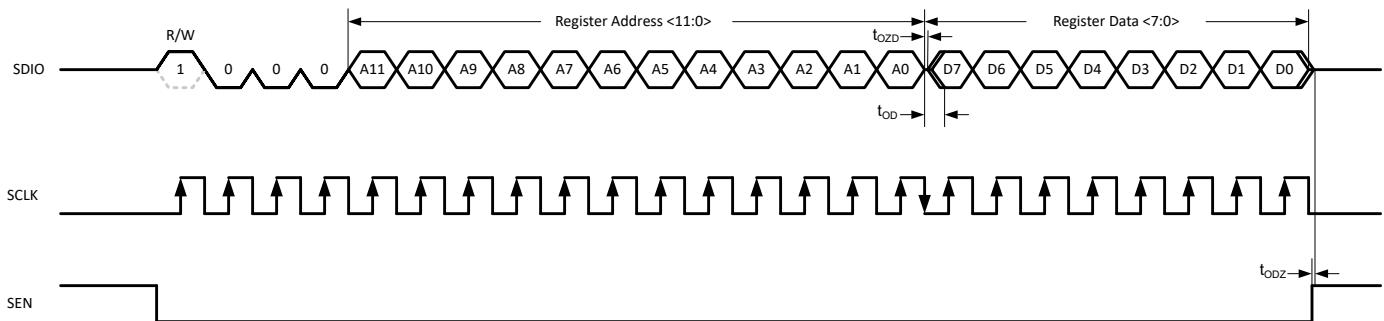 Register Address <11:0> Register Data <7:0>
R/W tOZD
SDIO 1 0 0 0 A11 A10 A9 A8 A7 A6 A5 A4 A3 A2 A1 A0 D7 D6 D5 D4 D3 D2 D1 D0
tOD
SCLK
tODZ
SEN